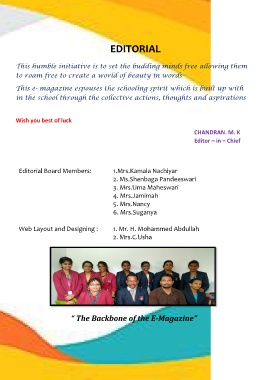 EDITORIAL
This humble initiative is to set the budding minds free allowing them
to roam free to create a world of beauty in words
This e- magazine espouses the schooling spirit which is built up with
in the school through the collective actions, thoughts and aspirations
Wish you best of luck
CHANDRAN. M. K
Editor – in – Chief
Editorial Board Members:
1.Mrs.Kamala Nachiyar
2. Ms.Shenbaga Pandeeswari
3. Mrs.Uma Maheswari
4. Mrs.Jamimah
5. Mrs.Nancy
6. Mrs.Suganya
Web Layout and Designing :
1. Mr. H. Mohammed Abdullah
2. Mrs.C.Usha
“ The Backbone of the E-Magazine”